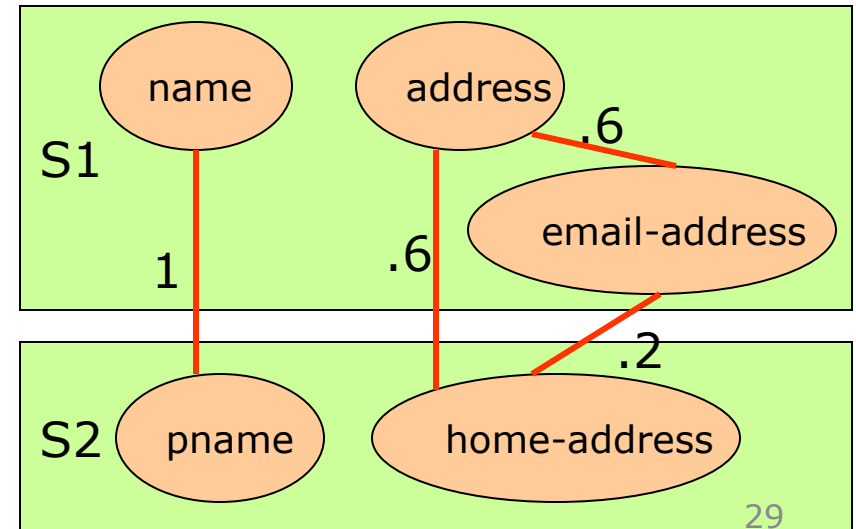 name address
.6
S1
email-address
1 .6
.2
S2 pname home-address
29